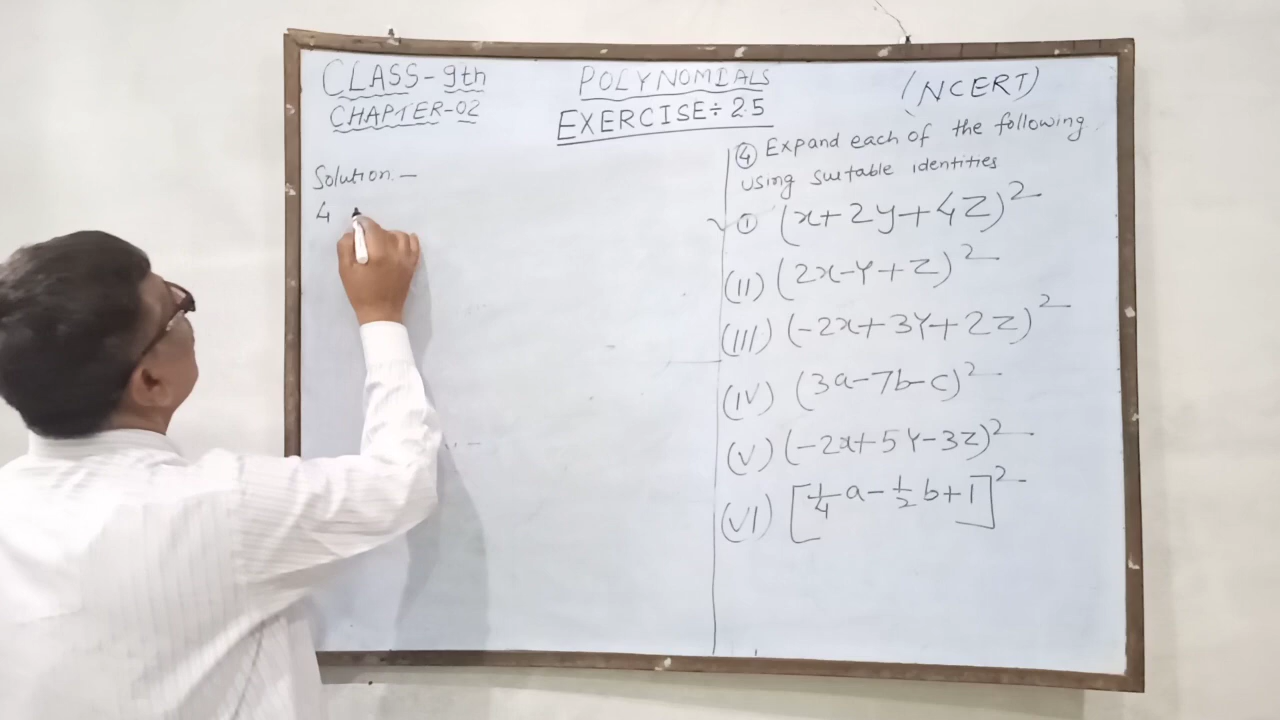 CLASS-9th
CHAPTER-02
POLYNOMIALS
EXERCISE÷2.5
(NCERT)
Solution.-
4
④ Expand each of the following
using suitable identities
① (x+2y+4z)²
(II) (2x-y+z)²
(III) (-2x+3y+2z)²
(IV) (3a-7b-c)²
(V) (-2x+5y-3z)²
(VI) [1/4 a - 1/2 b+1]²